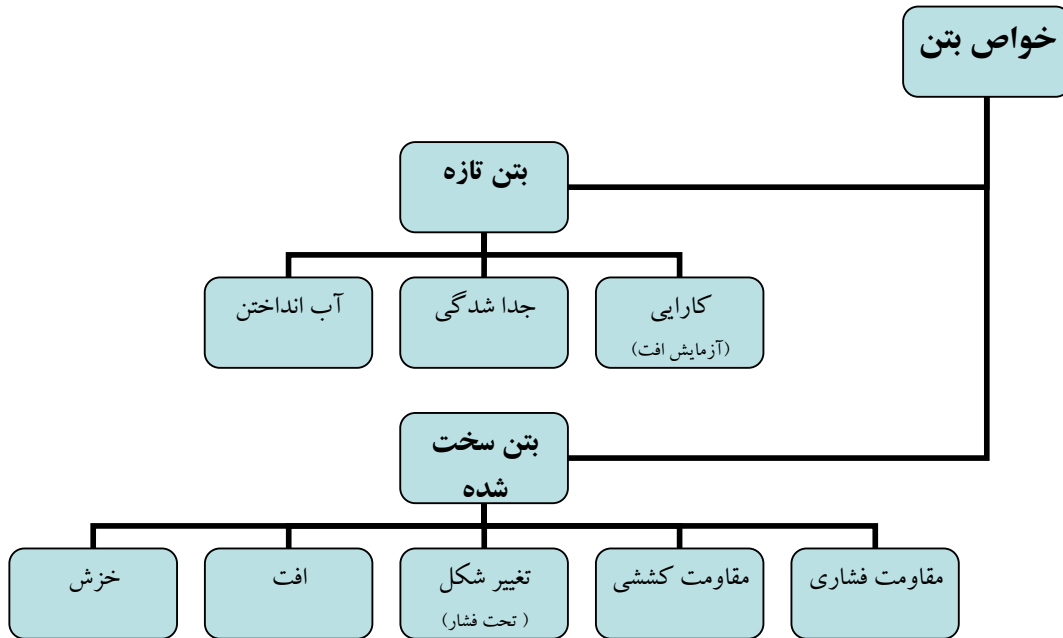 خواص بتن
بتن تازه
کارایی
(آزمایش افت)
جدا شدگی
آب انداختن
بتن سخت
شده
مقاومت فشاری
مقاومت کششی
تغییر شکل
( تحت فشار)
افت
خزش